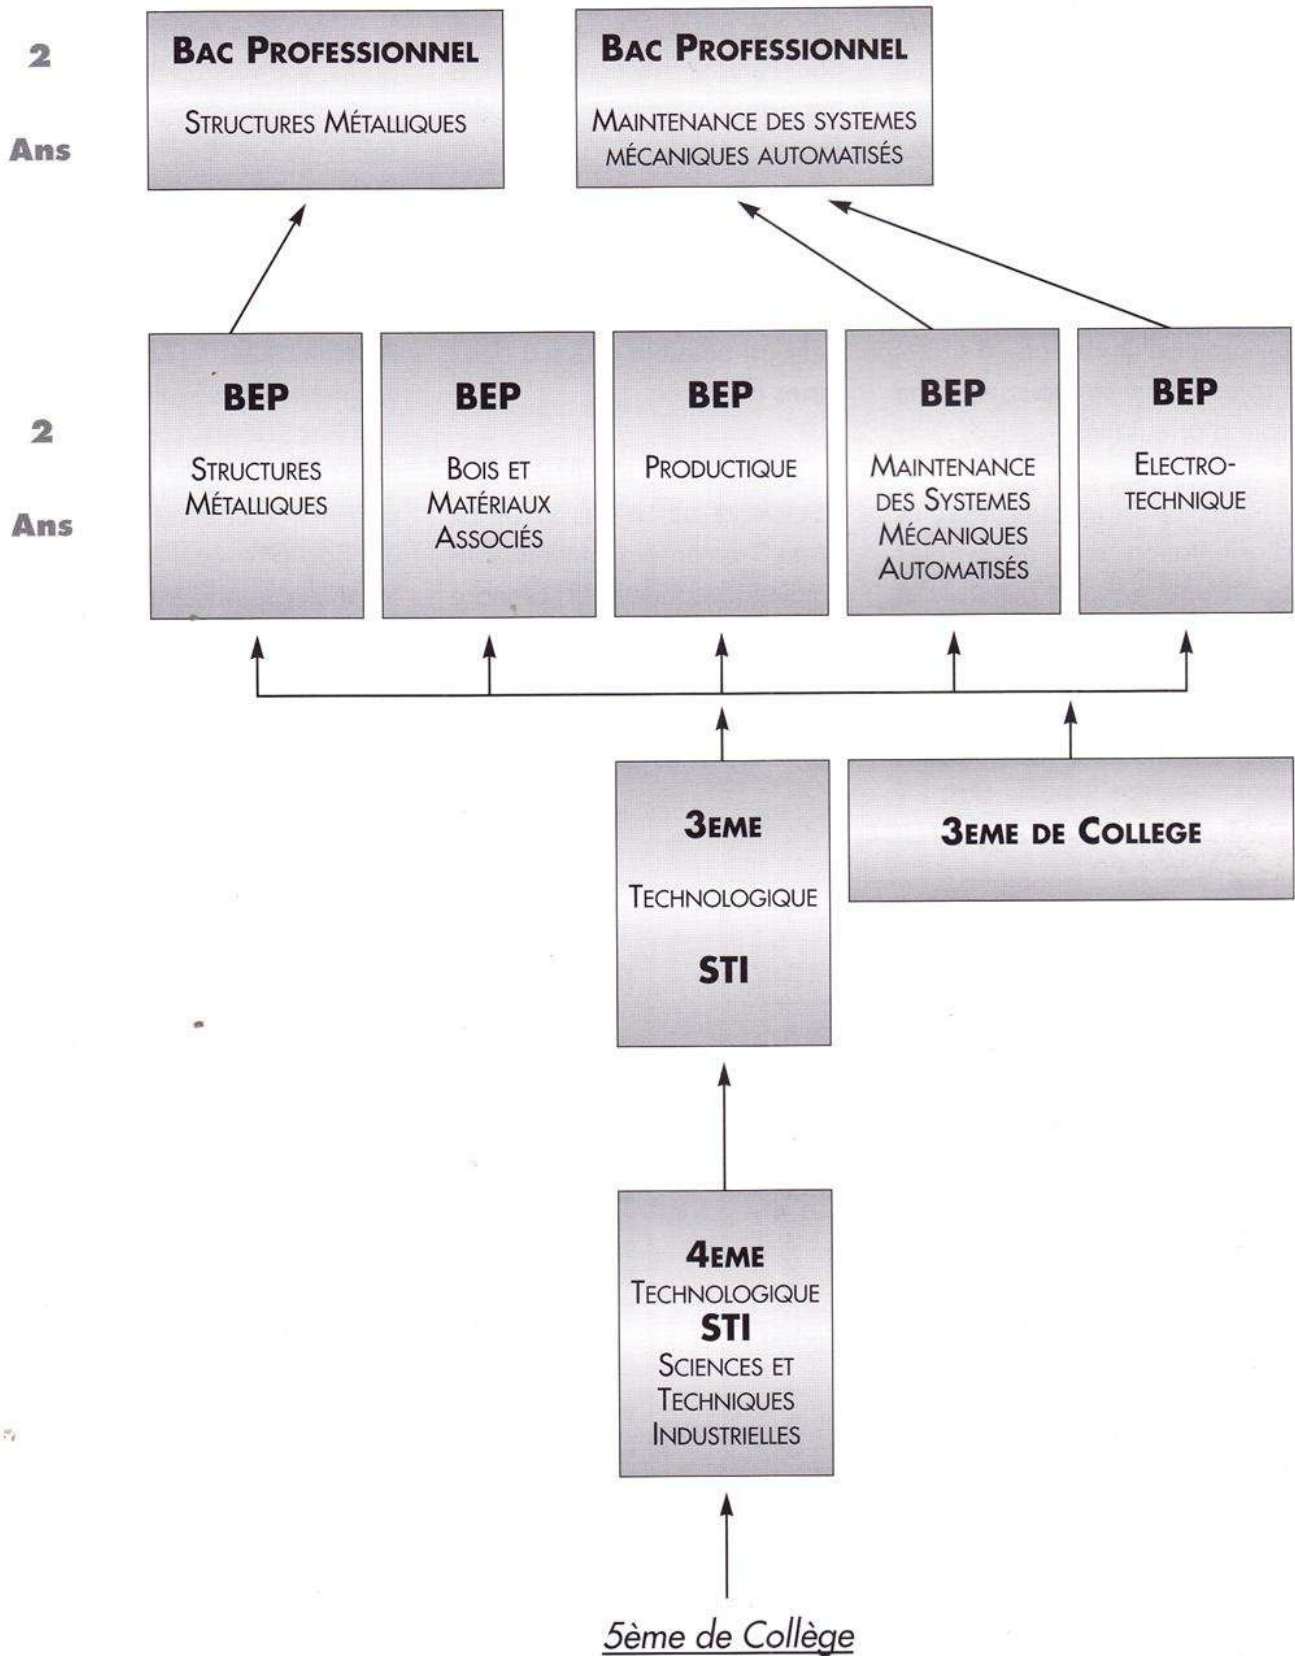 2
Ans
BAC PROFESSIONNEL
STRUCTURES MÉTALLIQUES
BAC PROFESSIONNEL
MAINTENANCE DES SYSTEMES
MÉCANIQUES AUTOMATISÉS
2
Ans
BEP
STRUCTURES
MÉTALLIQUES
BEP
BOIS ET
MATÉRIAUX
ASSOCIÉS
BEP
PRODUCTIQUE
BEP
MAINTENANCE
DES SYSTEMES
MÉCANIQUES
AUTOMATISÉS
BEP
ELECTRO-
TECHNIQUE
3EME
TECHNOLOGIQUE
STI
3EME DE COLLEGE
4EME
TECHNOLOGIQUE
STI
SCIENCES ET
TECHNIQUES
INDUSTRIELLES
5ème de Collège